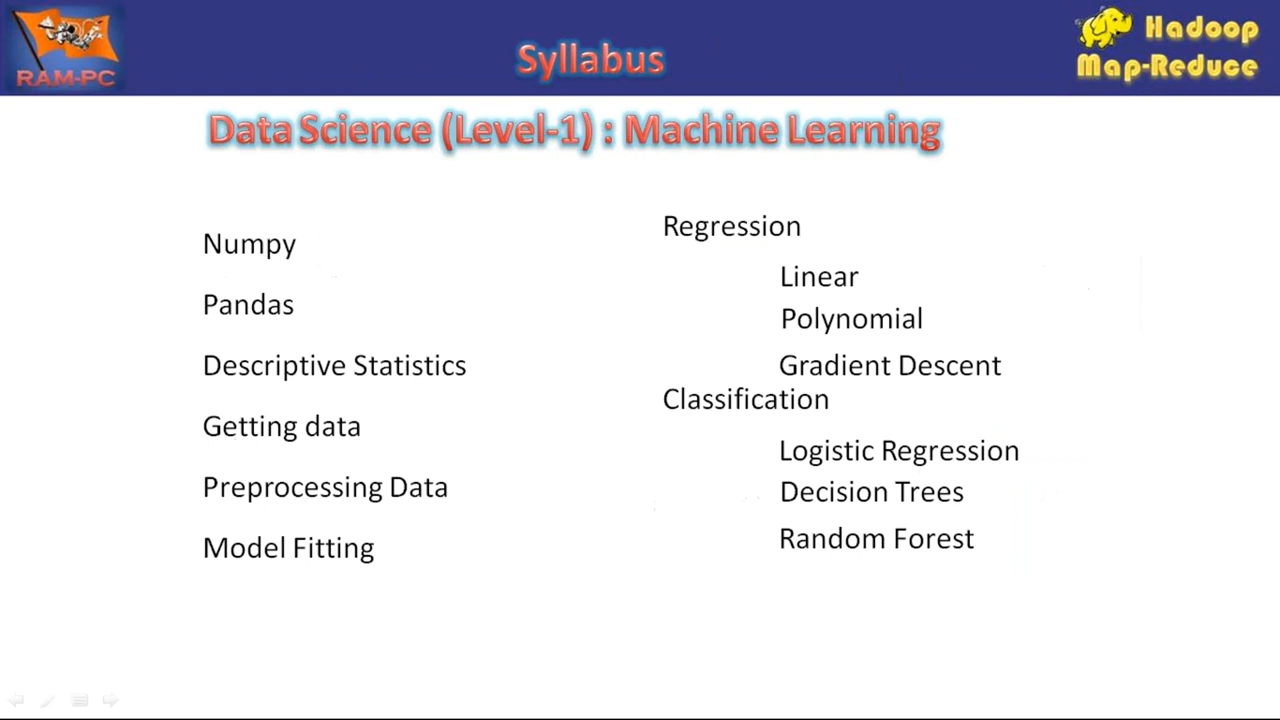 RAM-PC
Syllabus
Hadoop
Map-Reduce
Data Science (Level-1) : Machine Learning
Numpy
Pandas
Descriptive Statistics
Getting data
Preprocessing Data
Model Fitting
Regression
Linear
Polynomial
Gradient Descent
Classification
Logistic Regression
Decision Trees
Random Forest